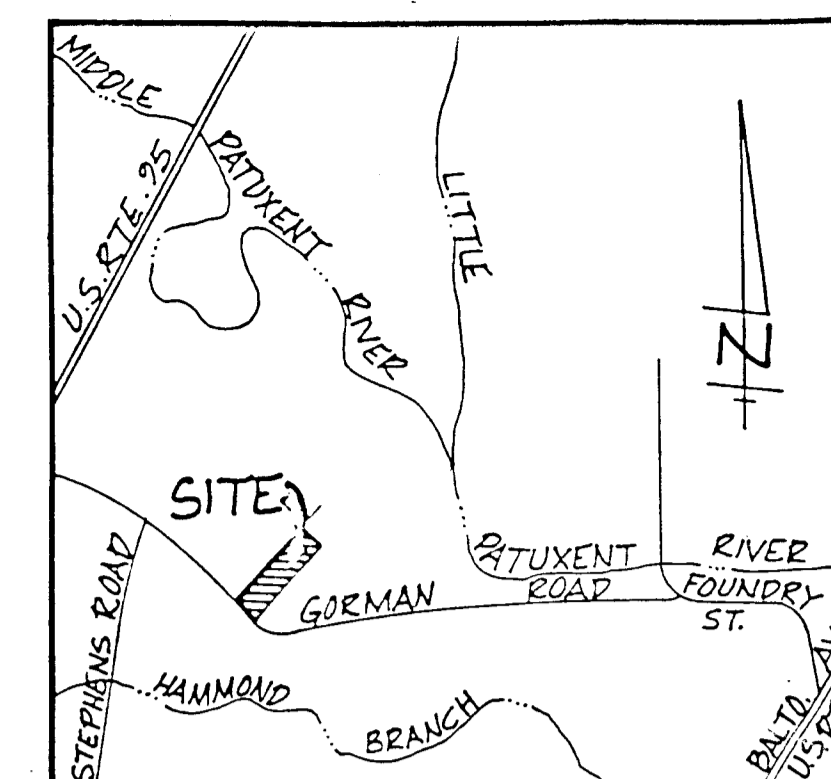 MIDDLE PATUXENT RIVER
U.S. RTE. 95
LITTLE PATUXENT RIVER
N
SITE
GORMAN ROAD
FOUNDRY
ST.
STEPHENS ROAD
HAMMOND BRANCH
BALTO.
U.S.